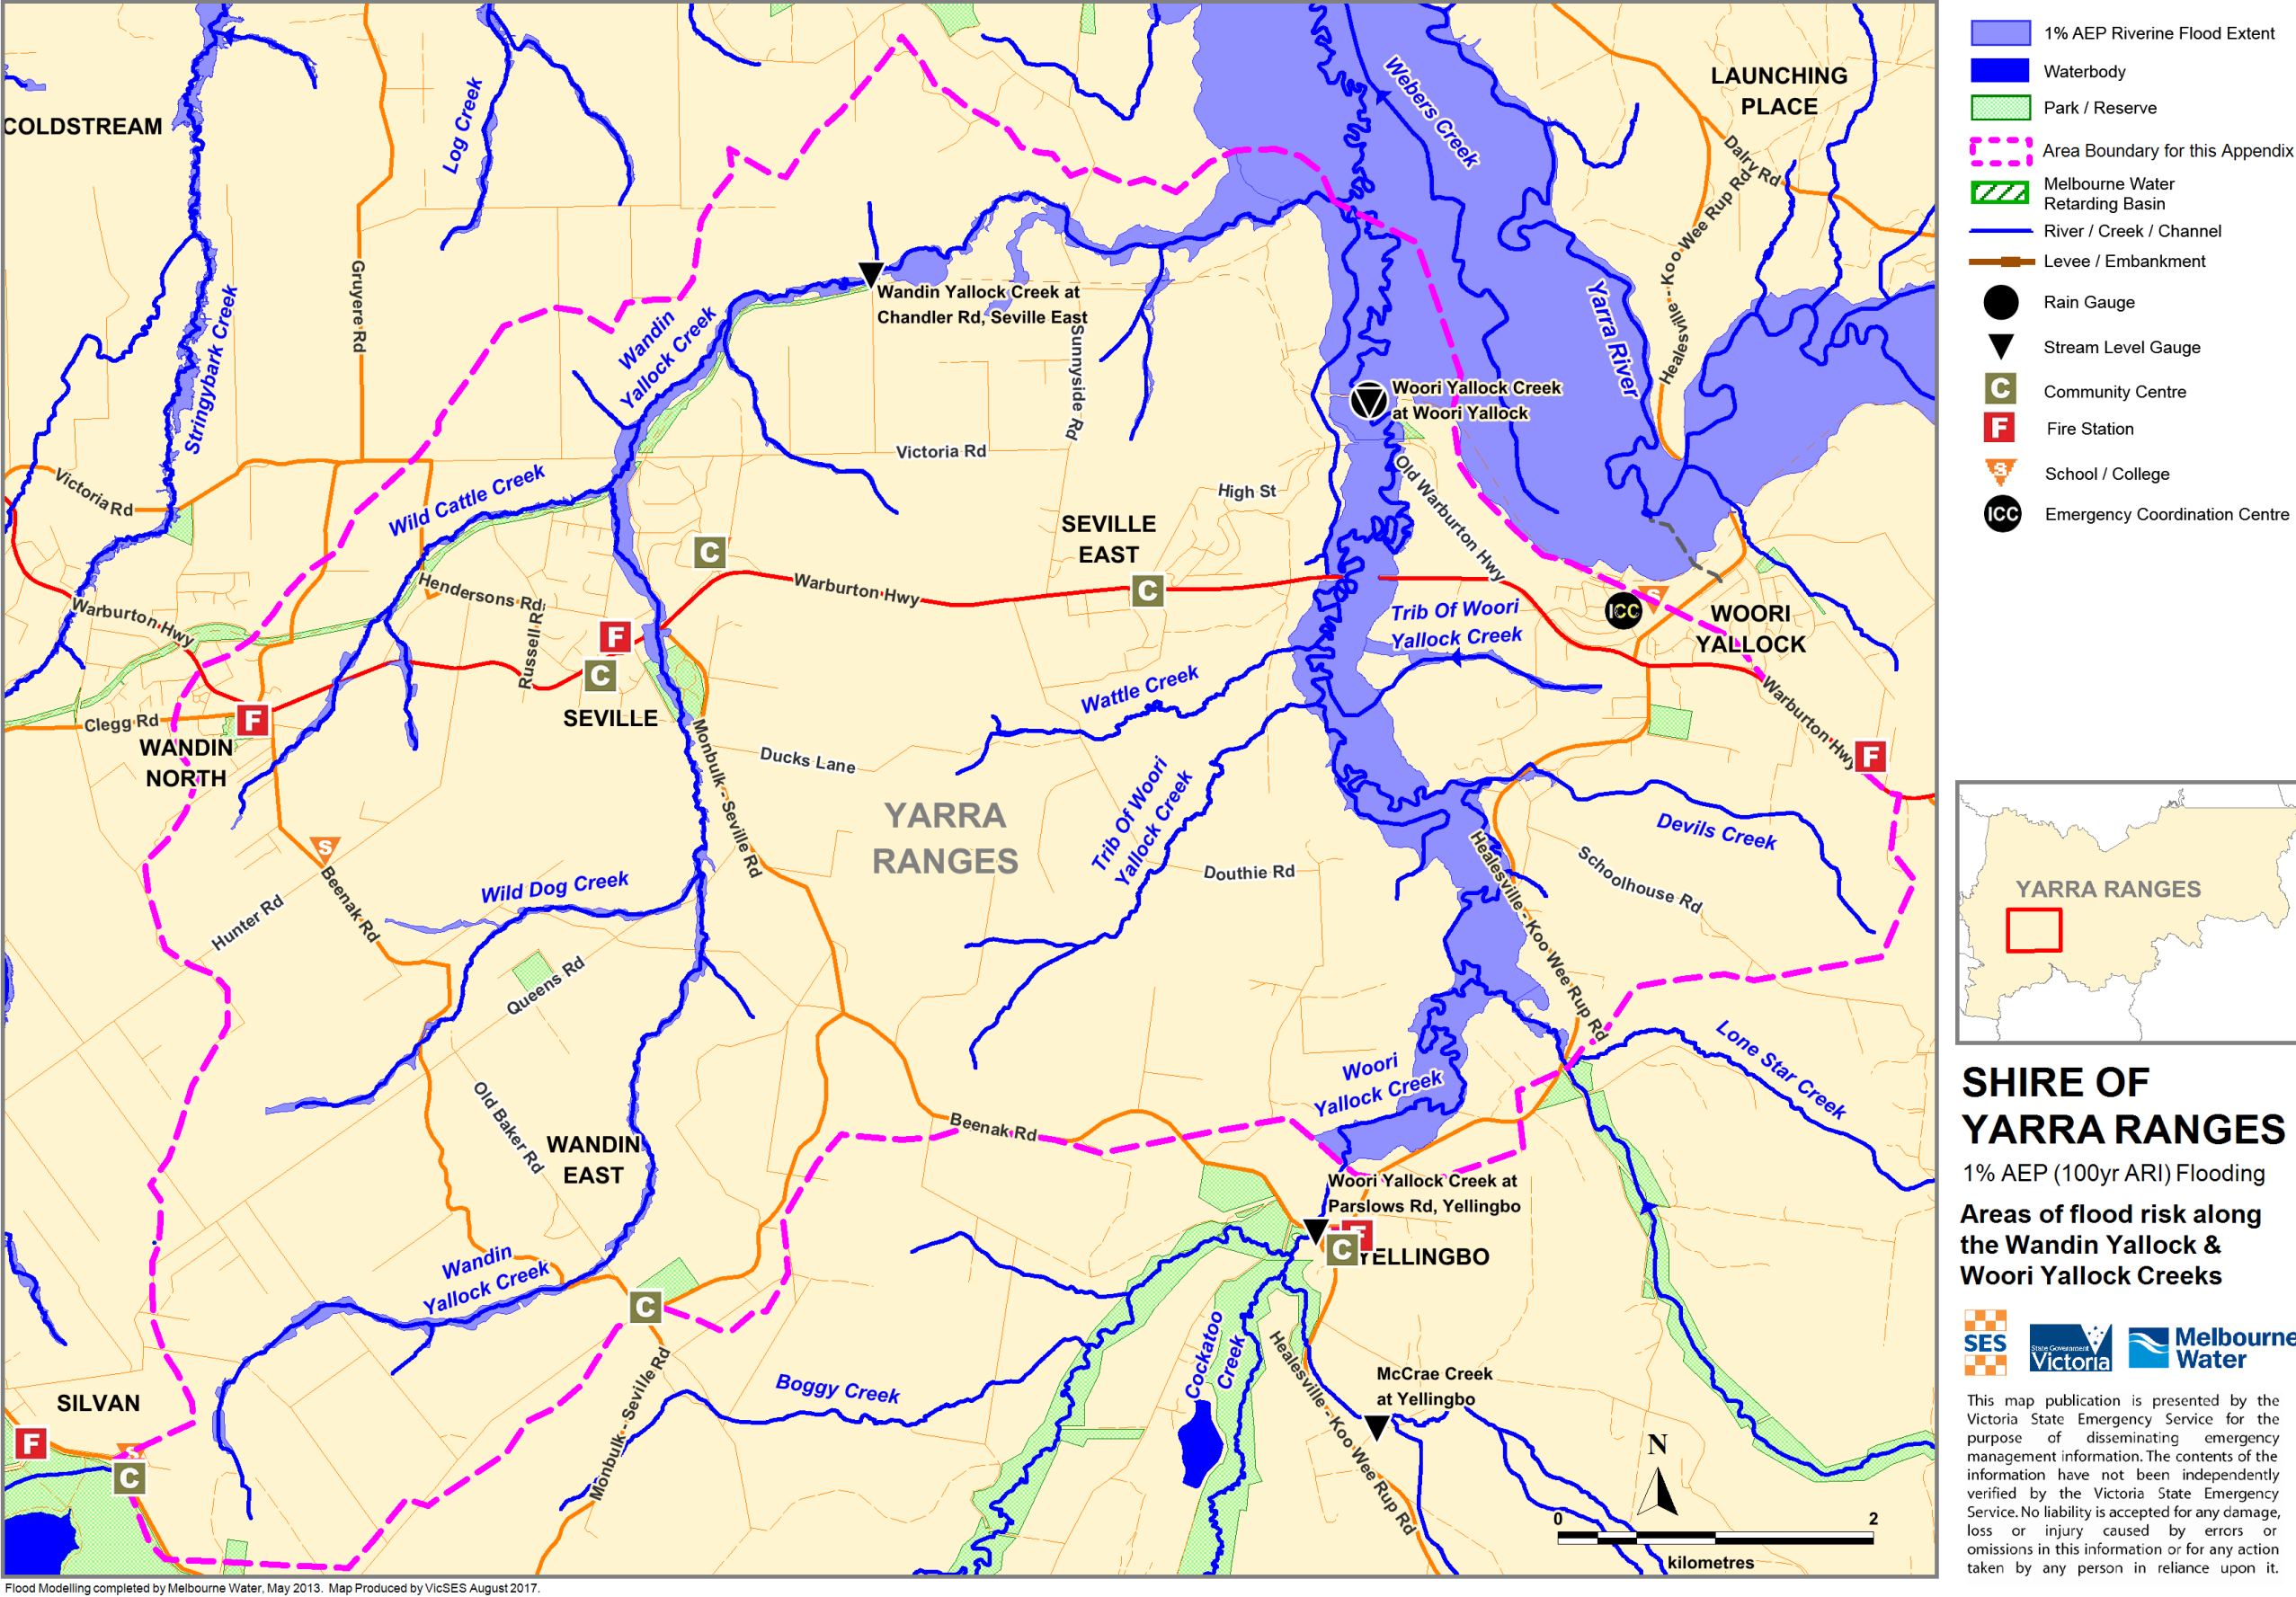 COLDSTREAM
Log Creek
Webers Creek
LAUNCHING
PLACE
Dalry Rd
Healesville - Koo Wee Rup Rd
Gruyere Rd
Stringybark Creek
Wandin
Yallock Creek
Wandin Yallock Creek at
Chandler Rd, Seville East
Sunnyside Rd
Yarra River
Woori Yallock Creek
at Woori Yallock
Victoria Rd
Victoria Rd
Wild Cattle Creek
High St
Old Warburton Hwy
SEVILLE
EAST
C
Hendersons Rd
Russell Rd
Warburton Hwy
Warburton Hwy
C
Trib Of Woori
Yallock Creek
ICC
S
WOORI
YALLOCK
F
C
SEVILLE
Wattle Creek
Warburton Hwy
F
Clegg Rd
F
WANDIN
NORTH
Monbulk - Seville Rd
Ducks Lane
YARRA
RANGES
Trib Of Woori
Yallock Creek
Devils Creek
S
Beenak Rd
Hunter Rd
Wild Dog Creek
Douthie Rd
Healesville - Koo Wee Rup Rd
Schoolhouse Rd
Queens Rd
Lone Star Creek
Woori
Yallock Creek
Old Baker Rd
WANDIN
EAST
Beenak Rd
Woori Yallock Creek at
Parslows Rd, Yellingbo
F
C
YELLINGBO
Wandin
Yallock Creek
C
Monbulk - Seville Rd
Boggy Creek
Cockatoo
Creek
Healesville - Koo Wee Rup Rd
McCrae Creek
at Yellingbo
SILVAN
F
S
C
N
0 2
kilometres
Flood Modelling completed by Melbourne Water, May 2013. Map Produced by VicSES August 2017.
1% AEP Riverine Flood Extent
Waterbody
Park / Reserve
Area Boundary for this Appendix
Melbourne Water
Retarding Basin
River / Creek / Channel
Levee / Embankment
Rain Gauge
Stream Level Gauge
C Community Centre
F Fire Station
S School / College
ICC Emergency Coordination Centre
YARRA RANGES
SHIRE OF
YARRA RANGES
1% AEP (100yr ARI) Flooding
Areas of flood risk along
the Wandin Yallock &
Woori Yallock Creeks
SES
State Government
Victoria
Melbourne
Water
This map publication is presented by the
Victoria State Emergency Service for the
purpose of disseminating emergency
management information. The contents of the
information have not been independently
verified by the Victoria State Emergency
Service. No liability is accepted for any damage,
loss or injury caused by errors or
omissions in this information or for any action
taken by any person in reliance upon it.